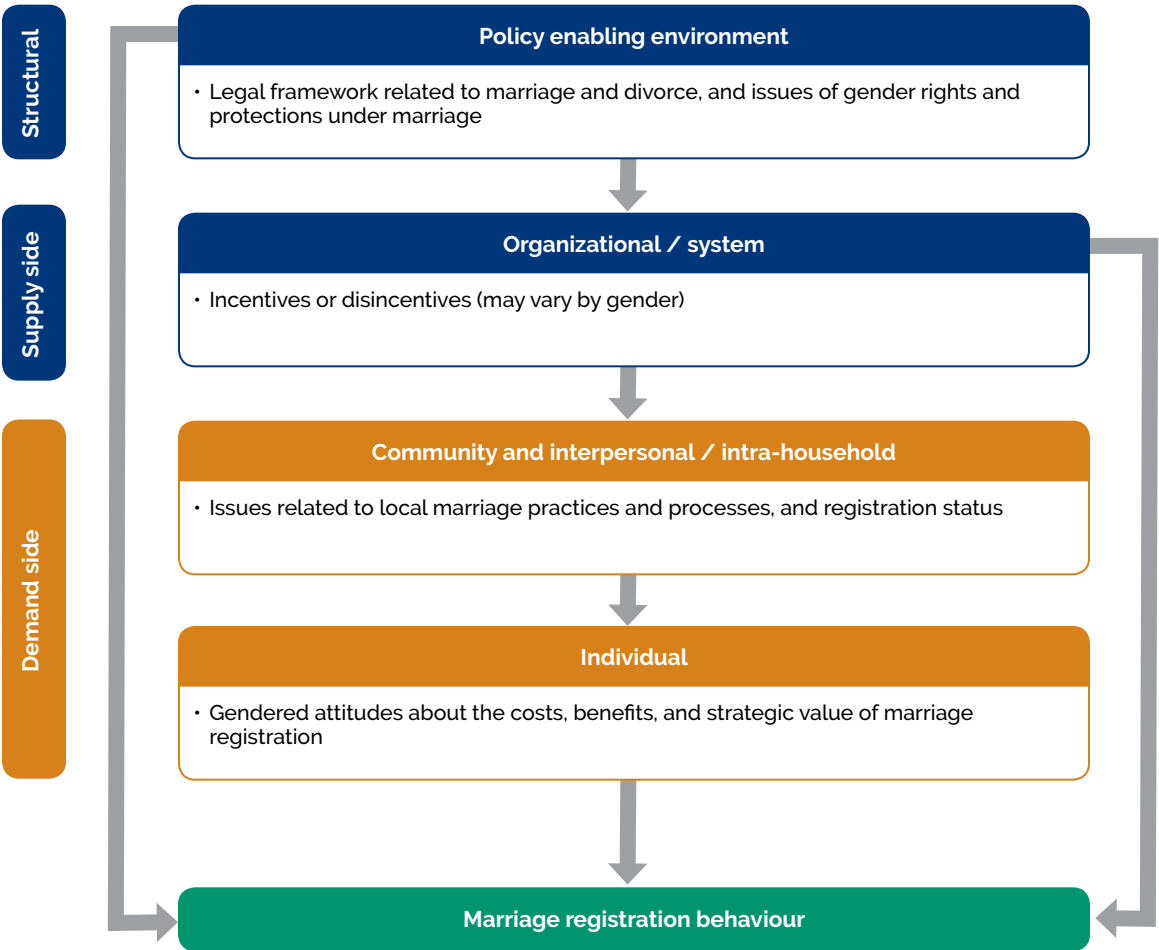 Structural
Policy enabling environment
• Legal framework related to marriage and divorce, and issues of gender rights and
protections under marriage
Supply side
Organizational / system
• Incentives or disincentives (may vary by gender)
Demand side
Community and interpersonal / intra-household
• Issues related to local marriage practices and processes, and registration status
Individual
• Gendered attitudes about the costs, benefits, and strategic value of marriage
registration
Marriage registration behaviour